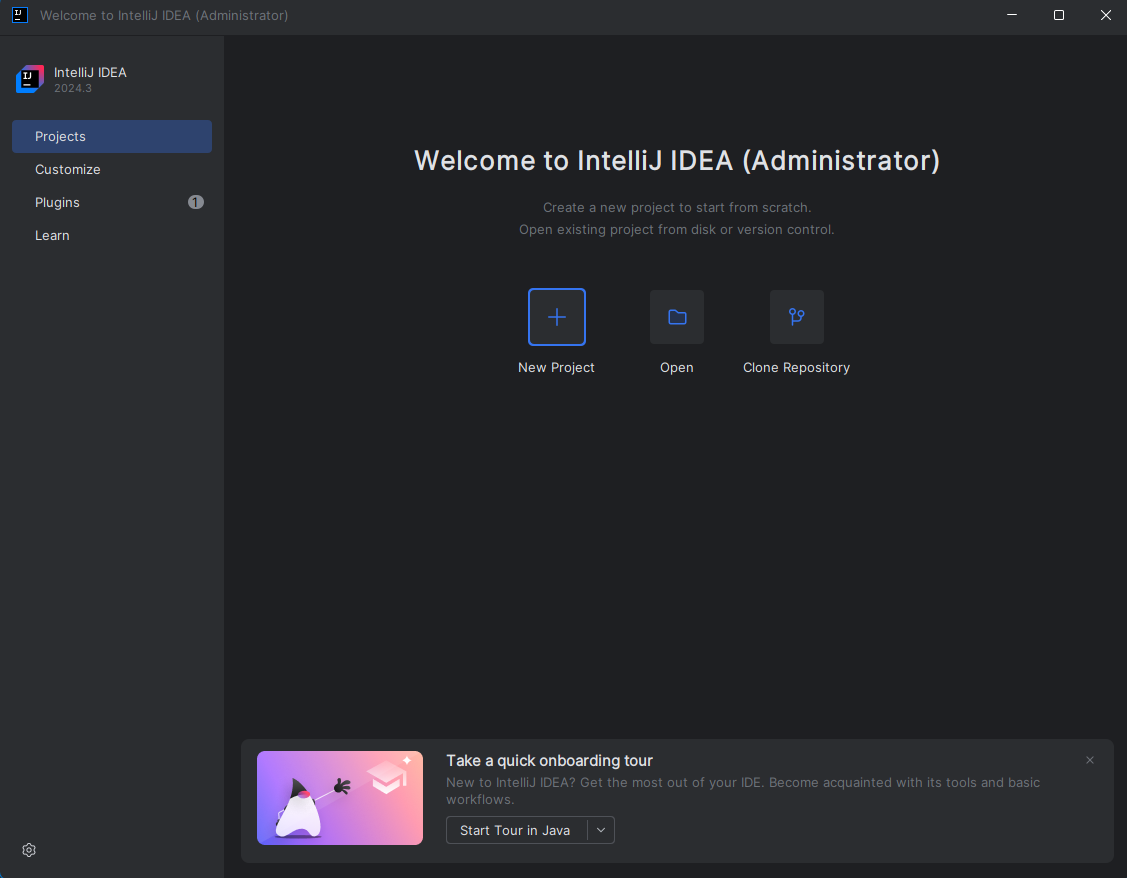 Welcome to IntelliJ IDEA (Administrator)
IntelliJ IDEA
2024.3
Projects
Customize
Plugins 1
Learn
Welcome to IntelliJ IDEA (Administrator)
Create a new project to start from scratch.
Open existing project from disk or version control.
New Project Open Clone Repository
Take a quick onboarding tour
New to IntelliJ IDEA? Get the most out of your IDE. Become acquainted with its tools and basic
workflows.
Start Tour in Java